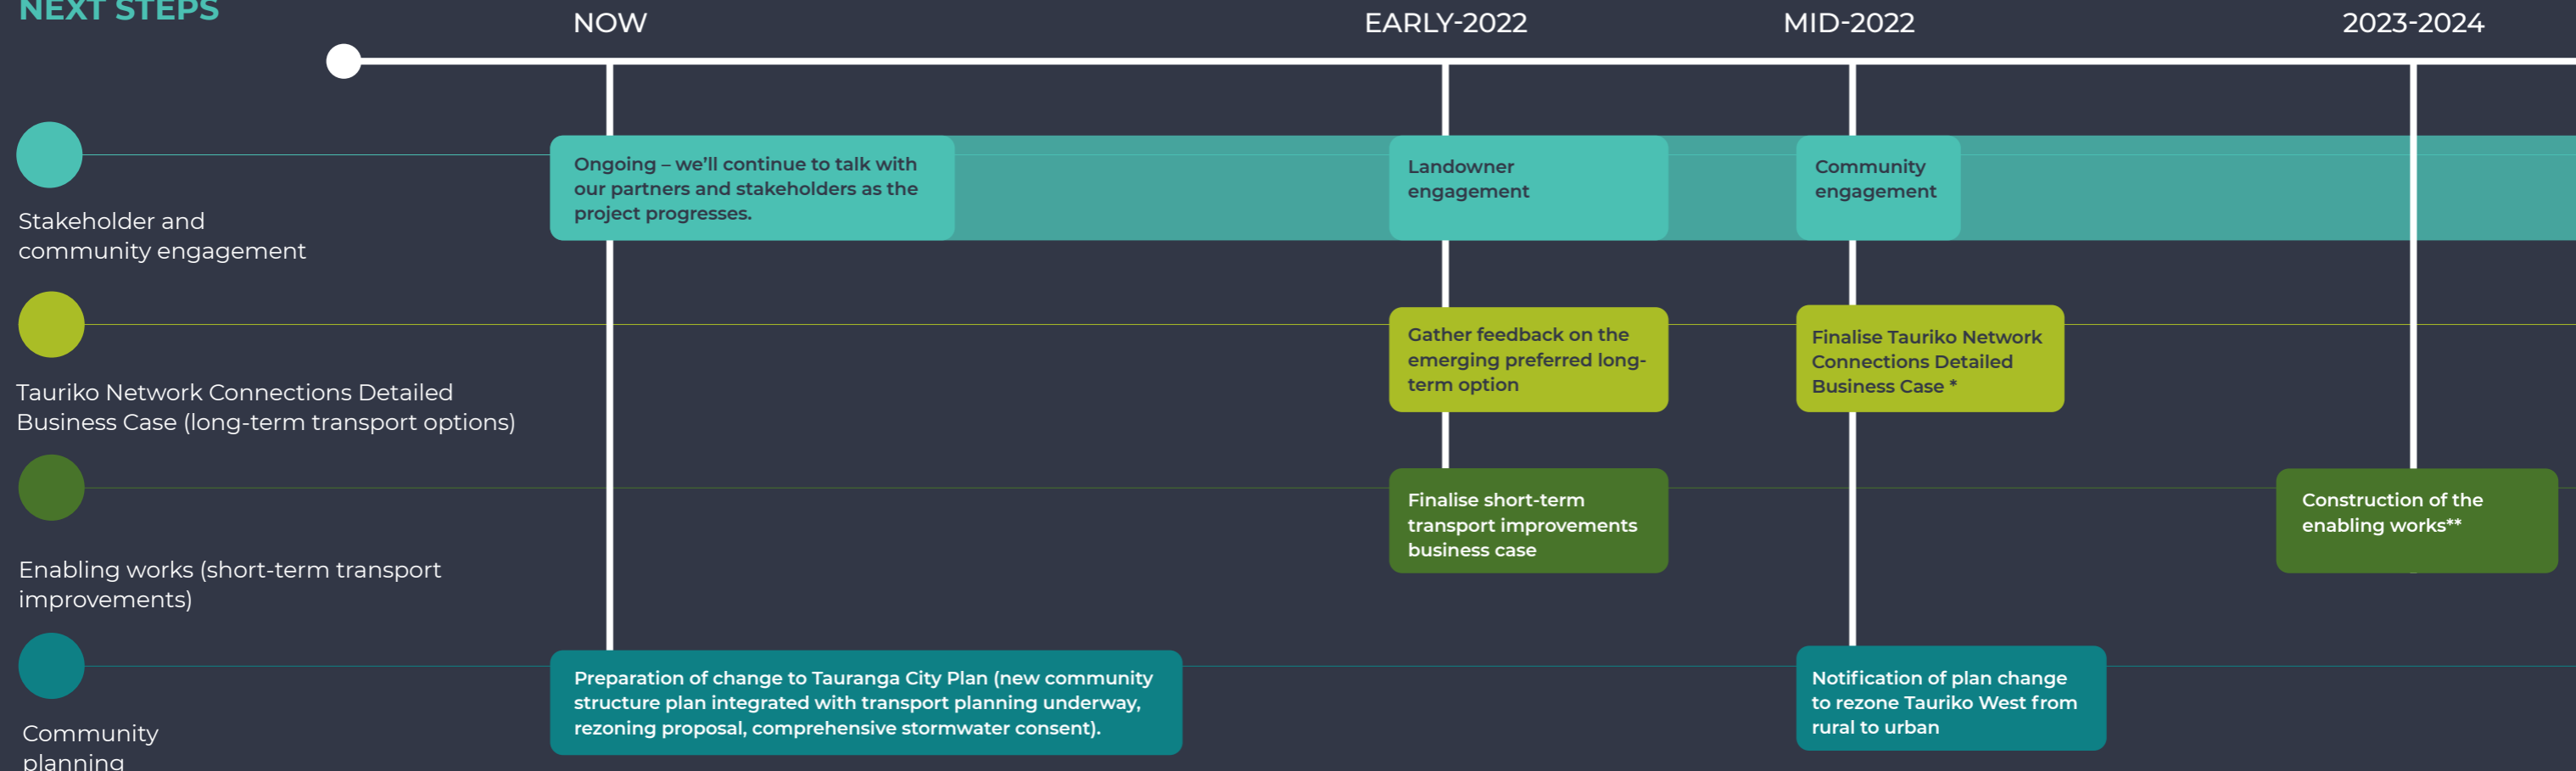 NEXT STEPS
NOW
EARLY-2022
MID-2022
2023-2024
Stakeholder and
community engagement
Ongoing – we’ll continue to talk with
our partners and stakeholders as the
project progresses.
Landowner
engagement
Community
engagement
Tauriko Network Connections Detailed
Business Case (long-term transport options)
Gather feedback on the
emerging preferred long-
term option
Finalise Tauriko Network
Connections Detailed
Business Case *
Enabling works (short-term transport
improvements)
Finalise short-term
transport improvements
business case
Construction of the
enabling works**
Community
planning
Preparation of change to Tauranga City Plan (new community
structure plan integrated with transport planning underway,
rezoning proposal, comprehensive stormwater consent).
Notification of plan change
to rezone Tauriko West from
rural to urban